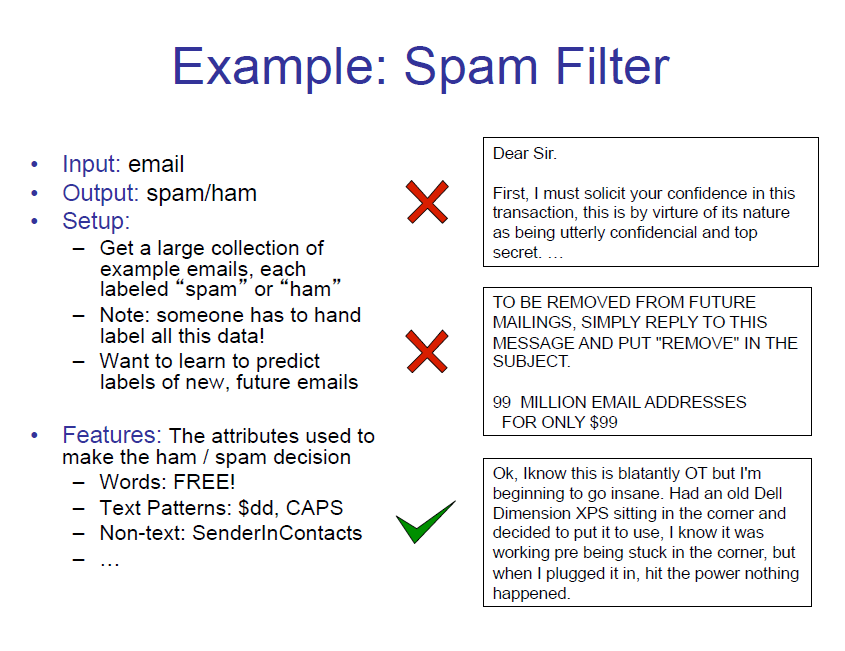 Example: Spam Filter
• Input: email
• Output: spam/ham
• Setup:
– Get a large collection of
example emails, each
labeled “spam” or “ham”
– Note: someone has to hand
label all this data!
– Want to learn to predict
labels of new, future emails
• Features: The attributes used to
make the ham / spam decision
– Words: FREE!
– Text Patterns: $dd, CAPS
– Non-text: SenderInContacts
– …
Dear Sir.
First, I must solicit your confidence in this
transaction, this is by virture of its nature
as being utterly confidencial and top
secret. …
TO BE REMOVED FROM FUTURE
MAILINGS, SIMPLY REPLY TO THIS
MESSAGE AND PUT "REMOVE" IN THE
SUBJECT.
99 MILLION EMAIL ADDRESSES
FOR ONLY $99
Ok, Iknow this is blatantly OT but I'm
beginning to go insane. Had an old Dell
Dimension XPS sitting in the corner and
decided to put it to use, I know it was
working pre being stuck in the corner, but
when I plugged it in, hit the power nothing
happened.